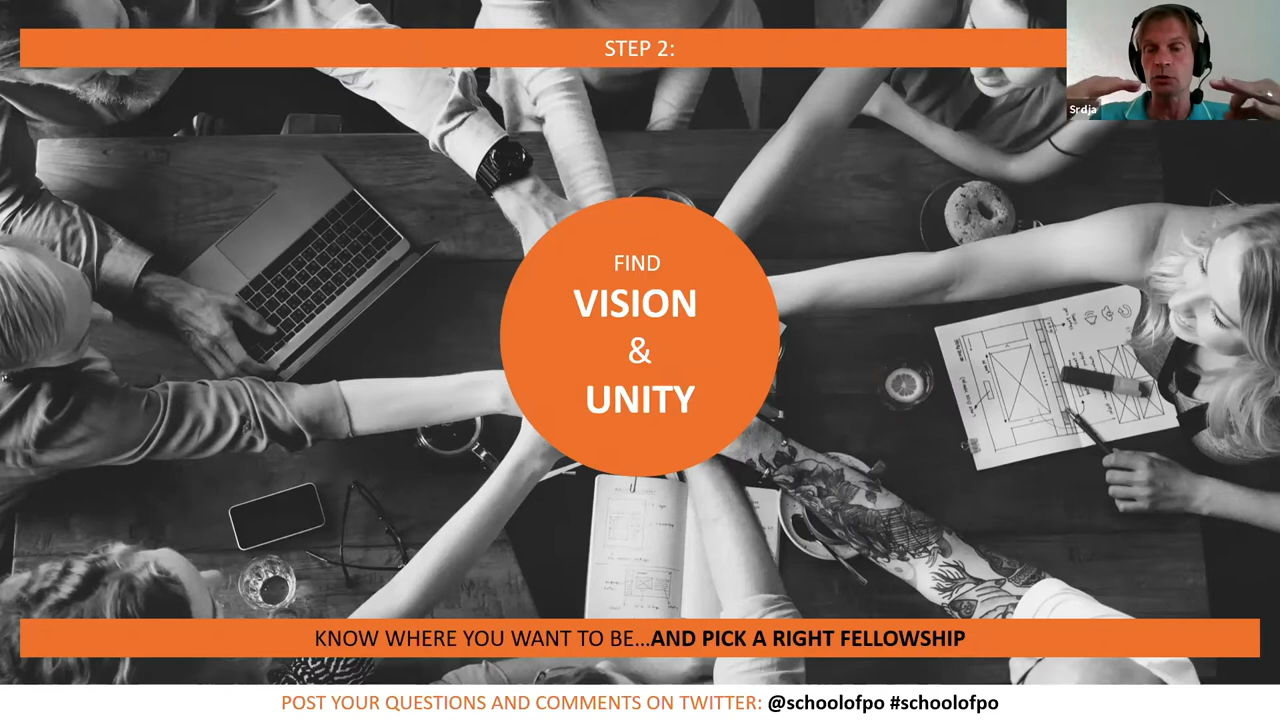 STEP 2:
Srdja
FIND
VISION
&
UNITY
KNOW WHERE YOU WANT TO BE...AND PICK A RIGHT FELLOWSHIP
POST YOUR QUESTIONS AND COMMENTS ON TWITTER: @schoolofpo #schoolofpo